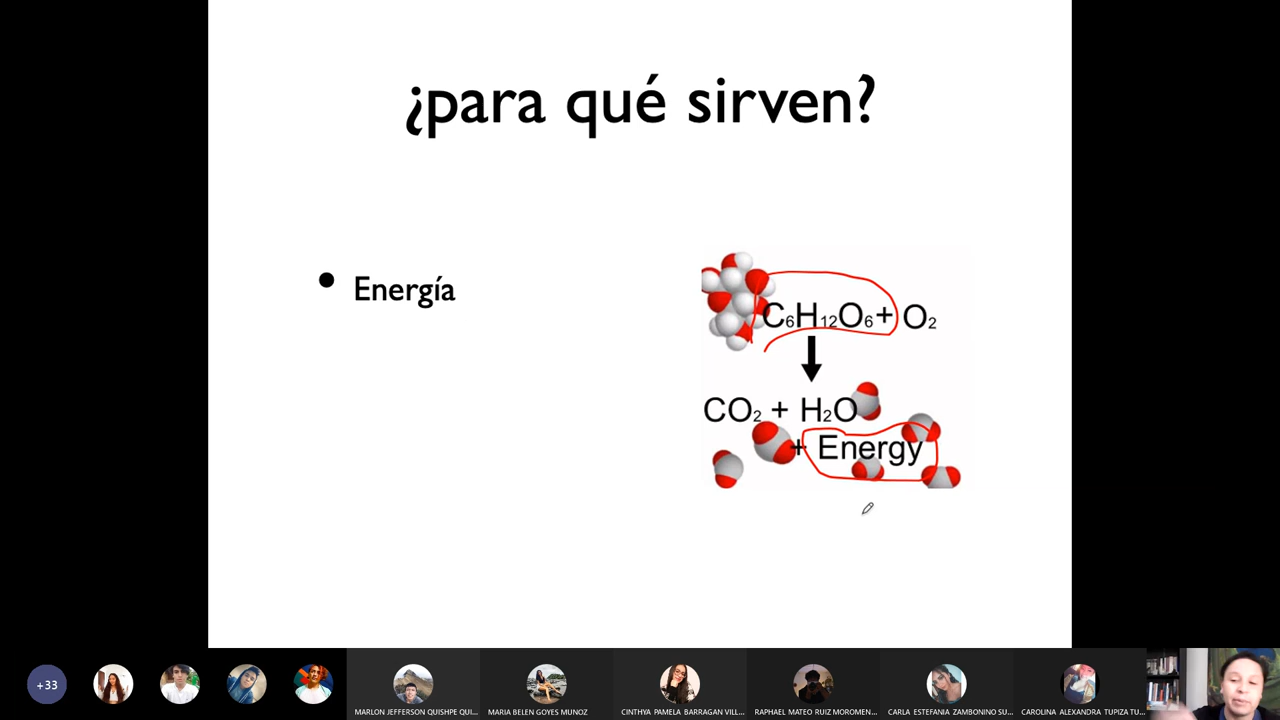 ¿para qué sirven?
• Energía
C₆H₁₂O₆+ O₂
CO₂ + H₂O
+ Energy
+33
MARLON JEFFERSON QUISHPE QUI...
MARIA BELEN GOYES MUNOZ
CINTHYA PAMELA BARRAGAN VILL...
RAPHAEL MATEO RUIZ MOROMEN...
CARLA ESTEFANIA ZAMBONINO SU...
CAROLINA ALEXANDRA TUPIZA TU...